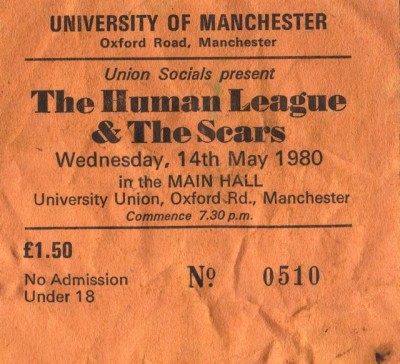 UNIVERSITY OF MANCHESTER
Oxford Road, Manchester
Union Socials present
The Human League
& The Scars
Wednesday, 14th May 1980
in the MAIN HALL
University Union, Oxford Rd., Manchester
Commence 7.30 p.m.
£1.50
No Admission
Under 18
Nº 0510